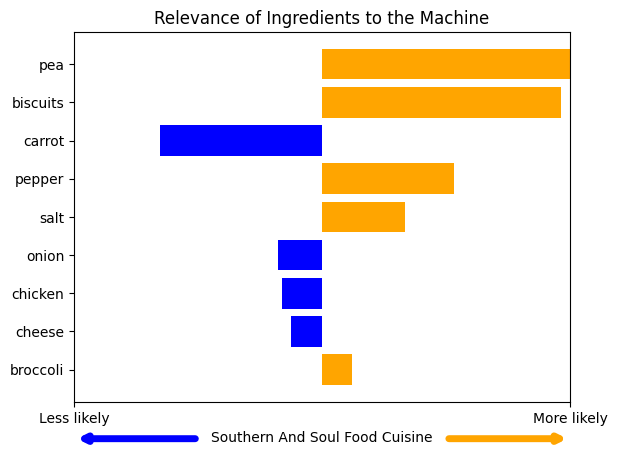 Relevance of Ingredients to the Machine
pea
biscuits
carrot
pepper
salt
onion
chicken
cheese
broccoli
Less likely More likely
Southern And Soul Food Cuisine